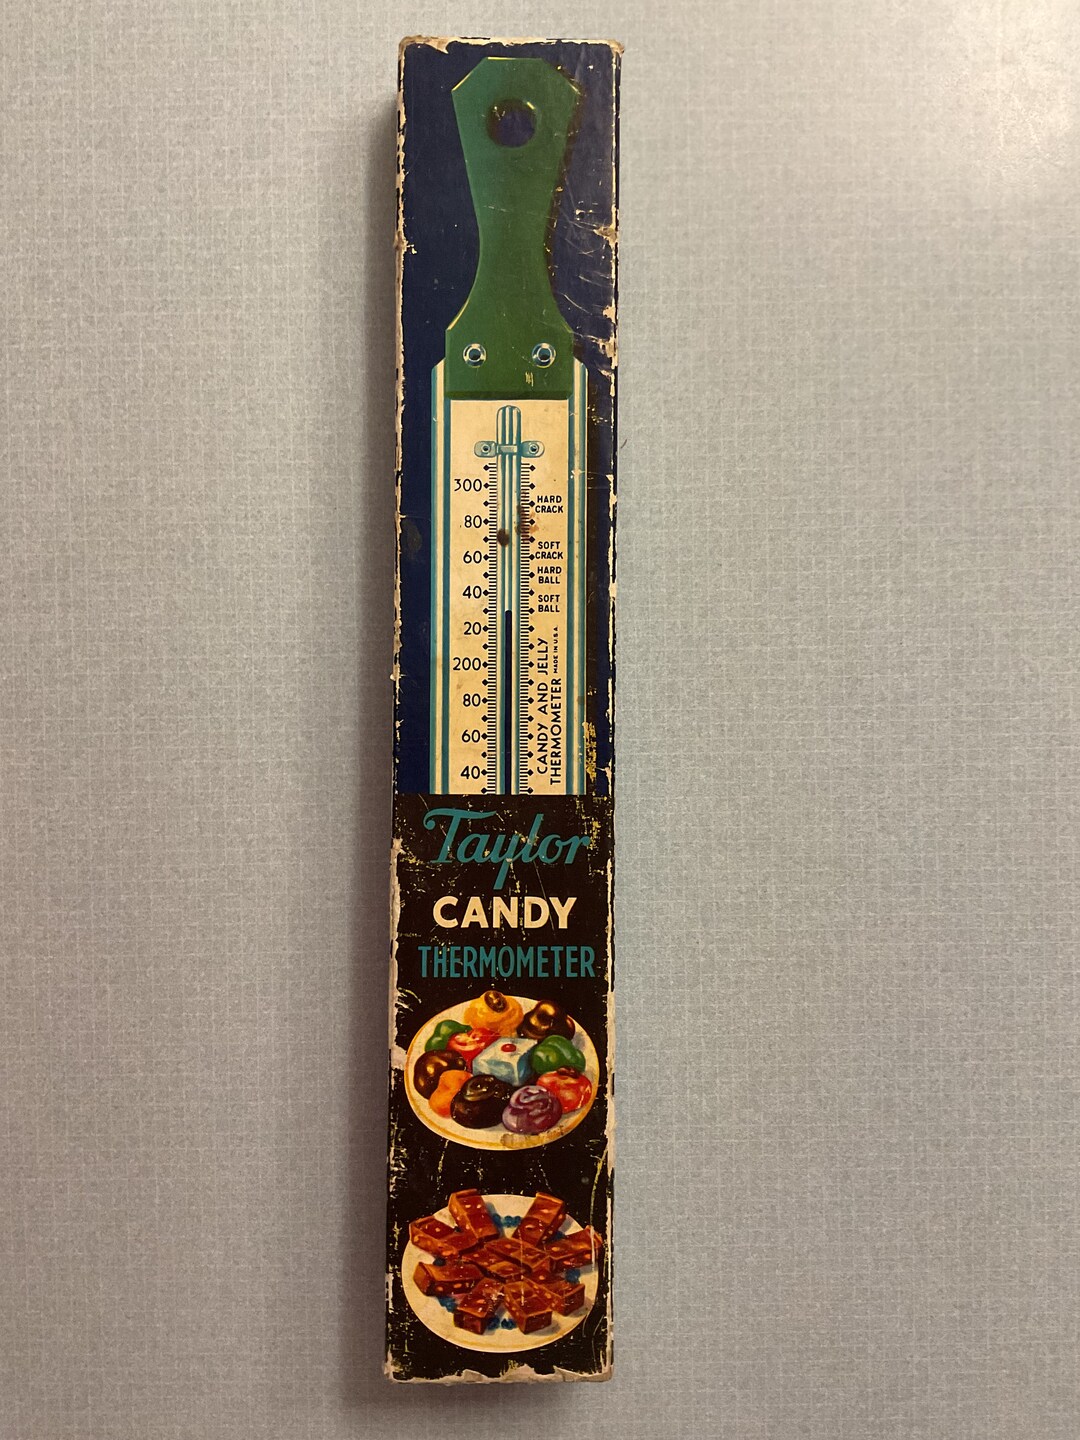 300
HARD
CRACK
80
SOFT
CRACK
60
HARD
BALL
40
SOFT
BALL
20
200
80
60
40
CANDY AND JELLY
THERMOMETER MADE IN U.S.A.
Taylor
CANDY
THERMOMETER